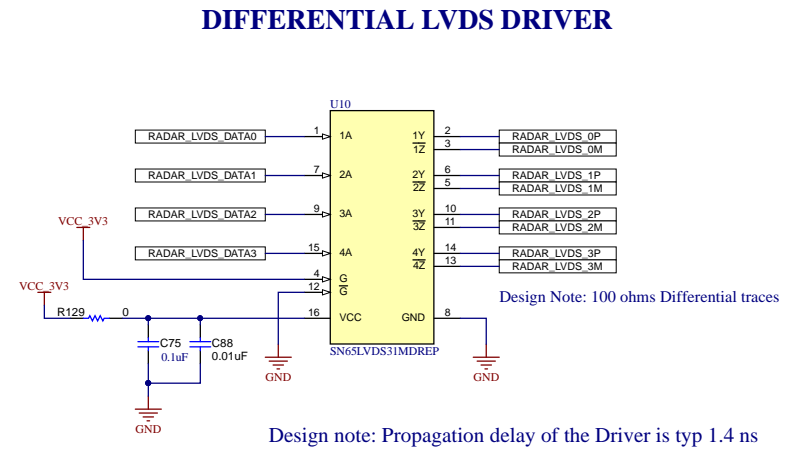 DIFFERENTIAL LVDS DRIVER
U10
RADAR_LVDS_DATA0 1 1A 1Y 2 RADAR_LVDS_0P
1Z 3 RADAR_LVDS_0M
RADAR_LVDS_DATA1 7 2A 2Y 6 RADAR_LVDS_1P
2Z 5 RADAR_LVDS_1M
RADAR_LVDS_DATA2 9 3A 3Y 10 RADAR_LVDS_2P
VCC_3V3 3Z 11 RADAR_LVDS_2M
RADAR_LVDS_DATA3 15 4A 4Y 14 RADAR_LVDS_3P
4Z 13 RADAR_LVDS_3M
4 G
VCC_3V3 12 G
Design Note: 100 ohms Differential traces
R129 0 16 VCC GND 8
C75 C88
0.1uF 0.01uF
SN65LVDS31MDREP
GND GND
GND
Design note: Propagation delay of the Driver is typ 1.4 ns